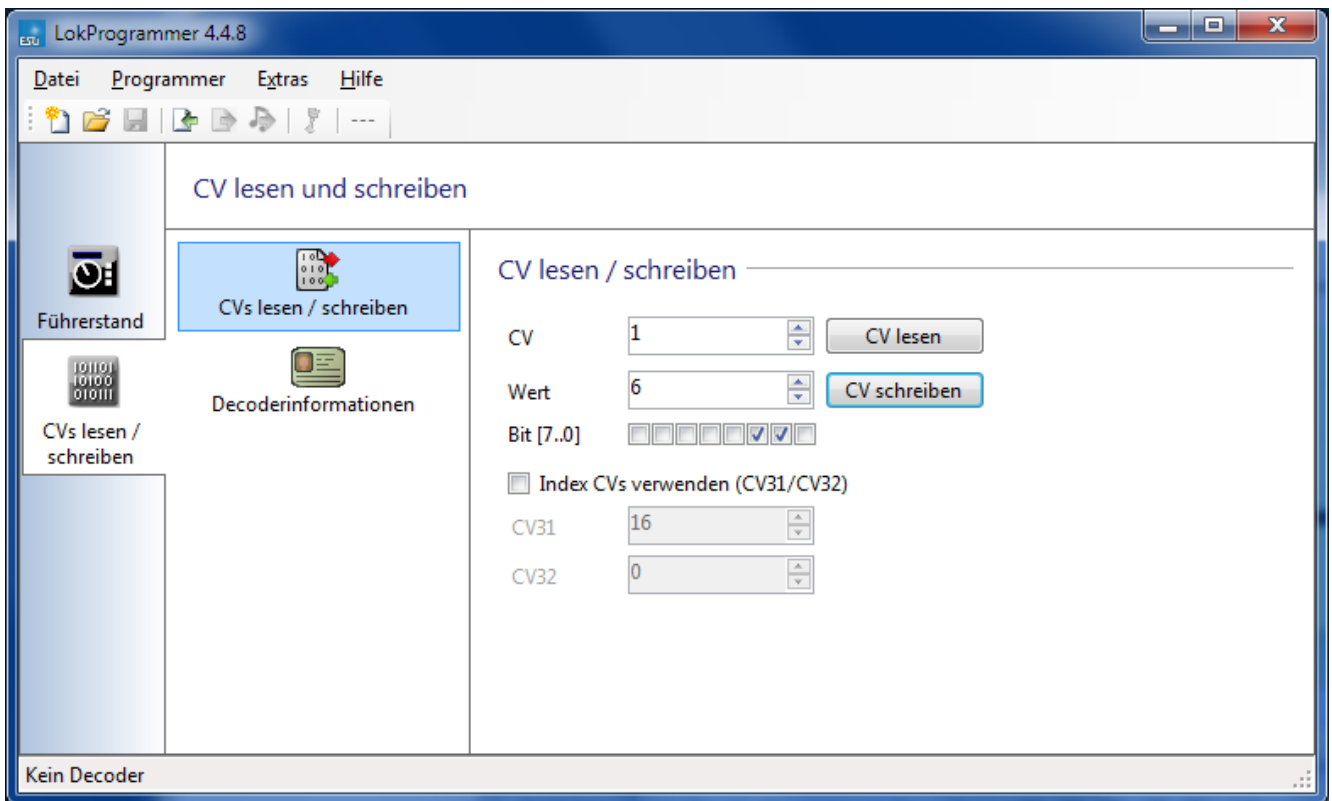 LokProgrammer 4.4.8
Datei Programmer Extras Hilfe
---
CV lesen und schreiben
Führerstand
CVs lesen /
schreiben
CVs lesen / schreiben
Decoderinformationen
CV lesen / schreiben
CV 1 CV lesen
Wert 6 CV schreiben
Bit [7..0]
Index CVs verwenden (CV31/CV32)
CV31 16
CV32 0
Kein Decoder